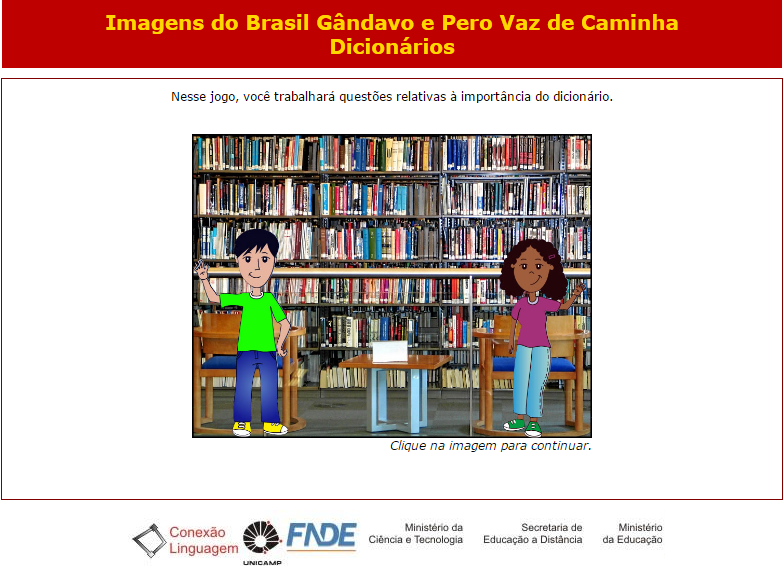 Imagens do Brasil Gândavo e Pero Vaz de Caminha
Dicionários
Nesse jogo, você trabalhará questões relativas à importância do dicionário.
Clique na imagem para continuar.
Conexão
Linguagem
UNICAMP
FNDE
Ministério da
Ciência e Tecnologia
Secretaria de
Educação a Distância
Ministério
da Educação